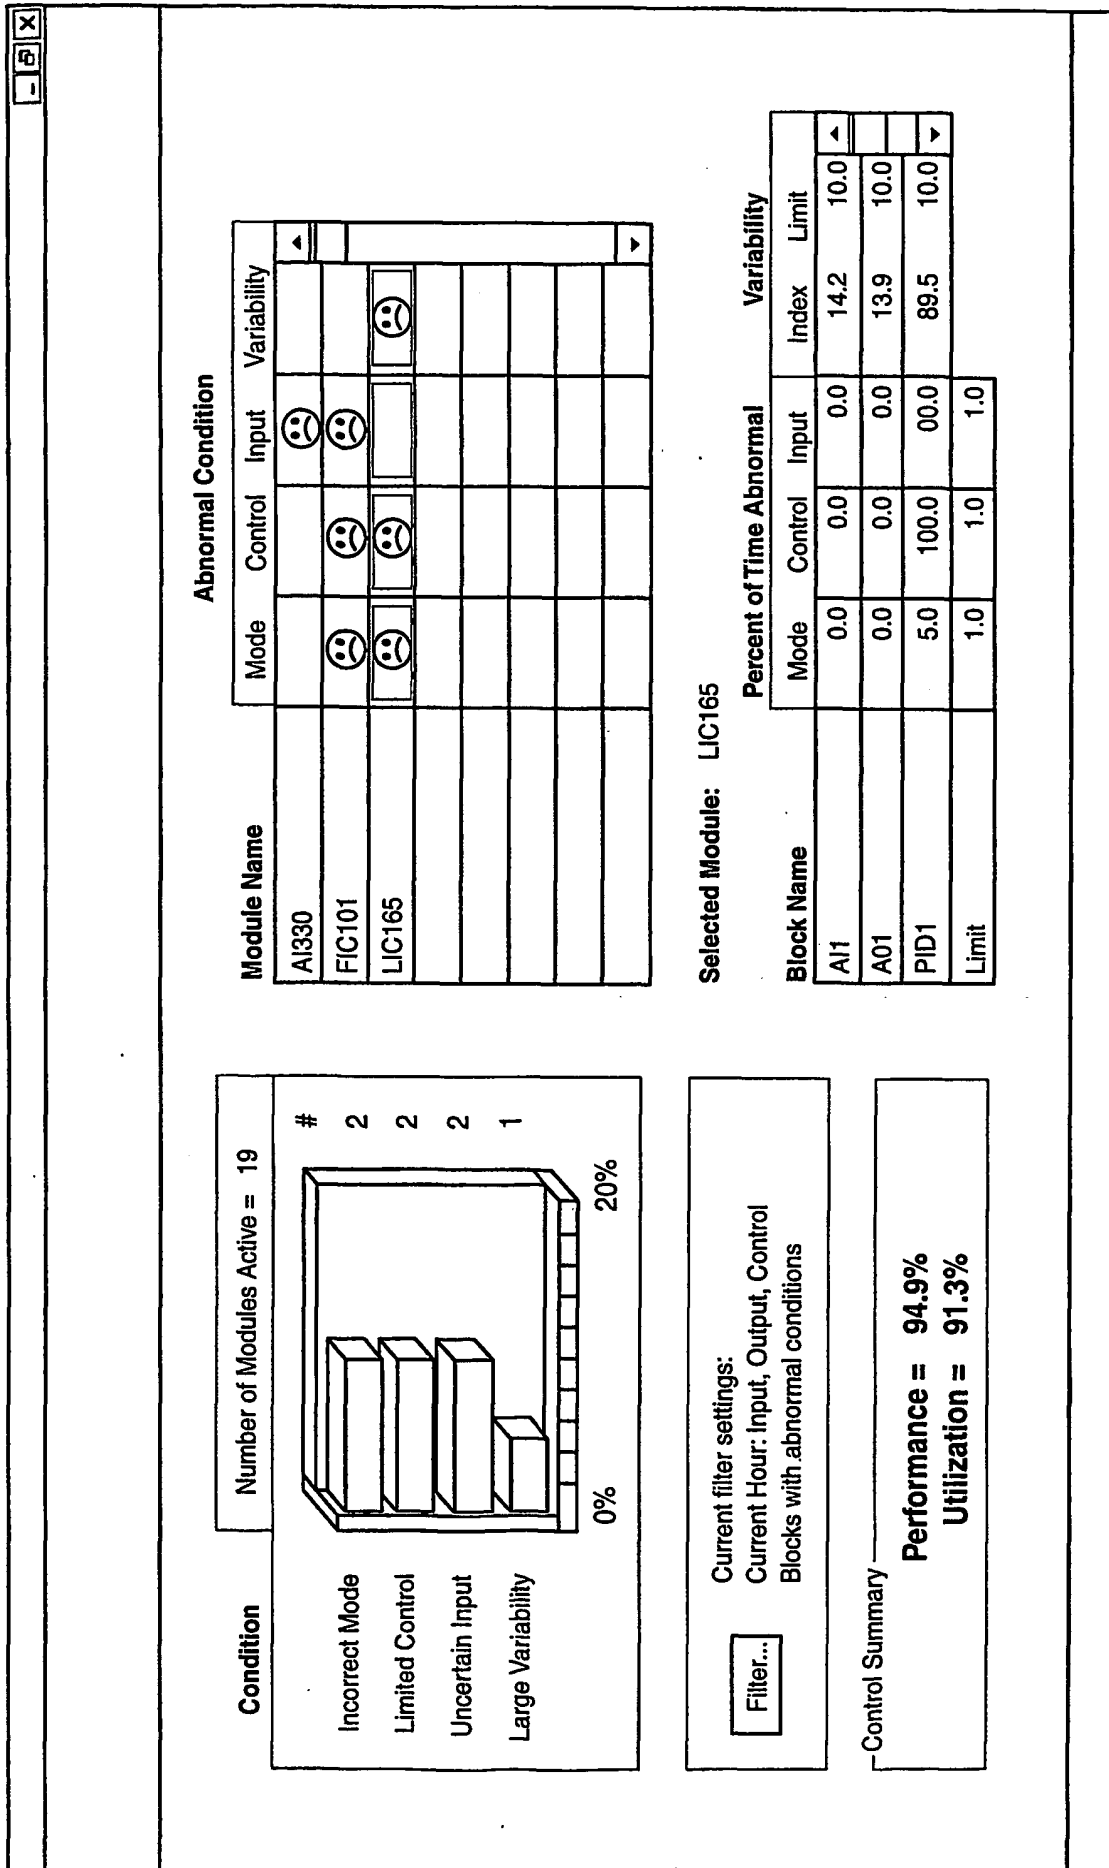 Condition
Number of Modules Active = 19
#
Incorrect Mode 2
Limited Control 2
Uncertain Input 2
Large Variability 1
0% 20%
Filter...
Current filter settings:
Current Hour: Input, Output, Control
Blocks with abnormal conditions
Control Summary
Performance = 94.9%
Utilization = 91.3%
Abnormal Condition
Module Name Mode Control Input Variability
AI330
FIC101
LIC165
Selected Module: LIC165
Percent of Time Abnormal Variability
Block Name Mode Control Input Index Limit
AI1 0.0 0.0 0.0 14.2 10.0
A01 0.0 0.0 0.0 13.9 10.0
PID1 5.0 100.0 00.0 89.5 10.0
Limit 1.0 1.0 1.0